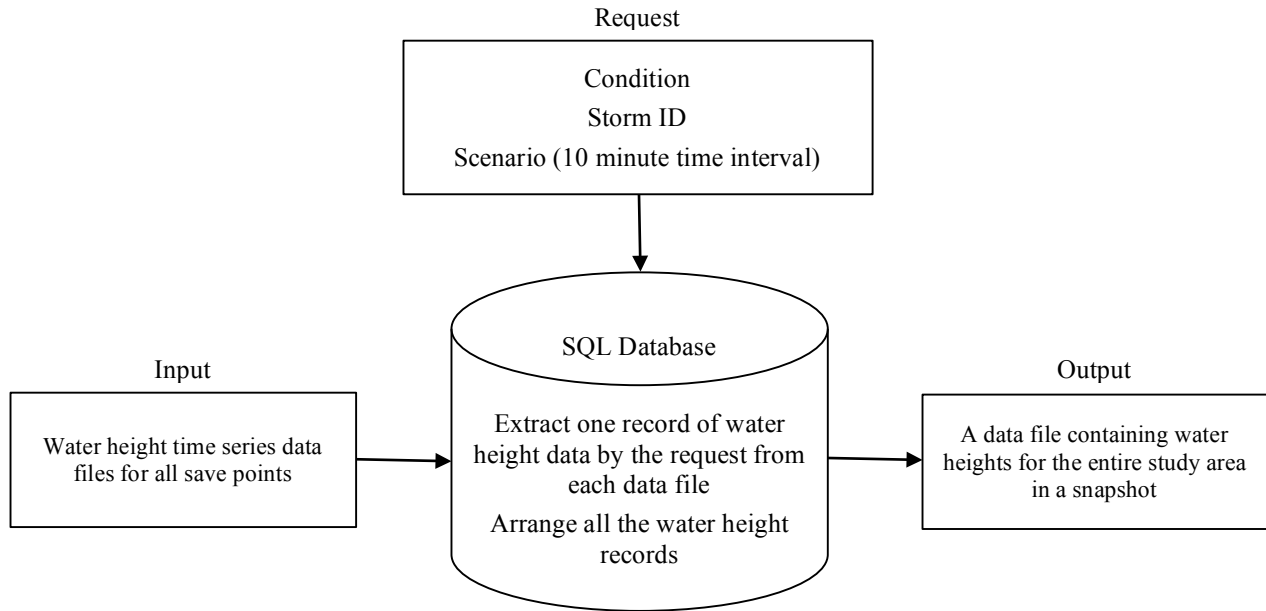 Request
Condition
Storm ID
Scenario (10 minute time interval)
Input
Water height time series data
files for all save points
SQL Database
Extract one record of water
height data by the request from
each data file
Arrange all the water height
records
Output
A data file containing water
heights for the entire study area
in a snapshot